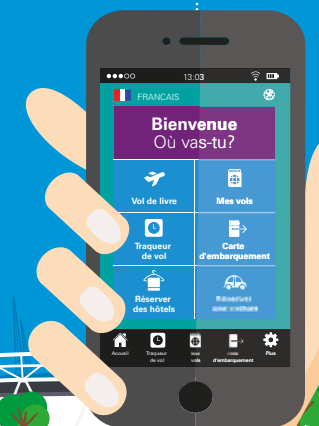 13:03
FRANCAIS
Bienvenue
Où vas-tu?
Vol de livre
Mes vols
Traqueur
de vol
Carte
d'embarquement
Réserver
des hôtels
Accueil
Traqueur
de vol
vols
d'embarquement
Plus